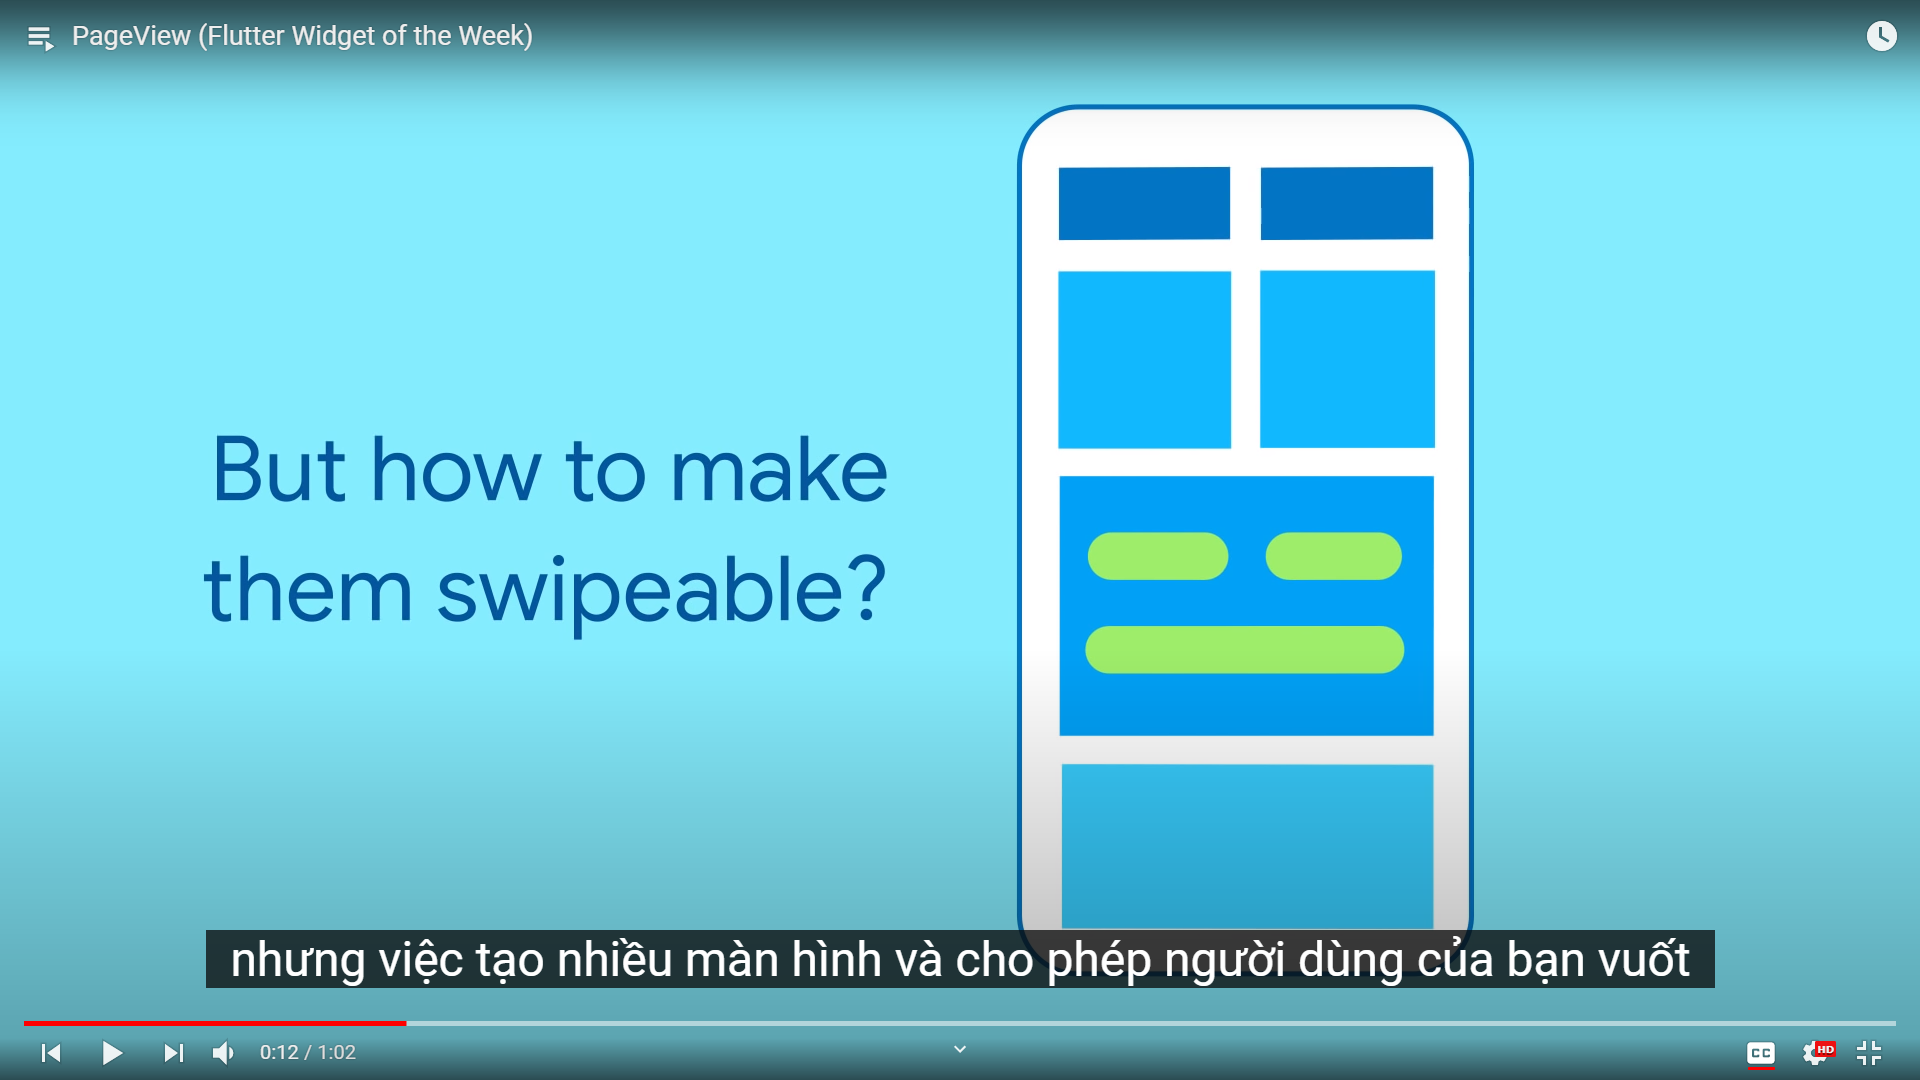 PageView (Flutter Widget of the Week)
But how to make
them swipeable?
nhưng việc tạo nhiều màn hình và cho phép người dùng của bạn vuốt
0:12 / 1:02
CC
HD